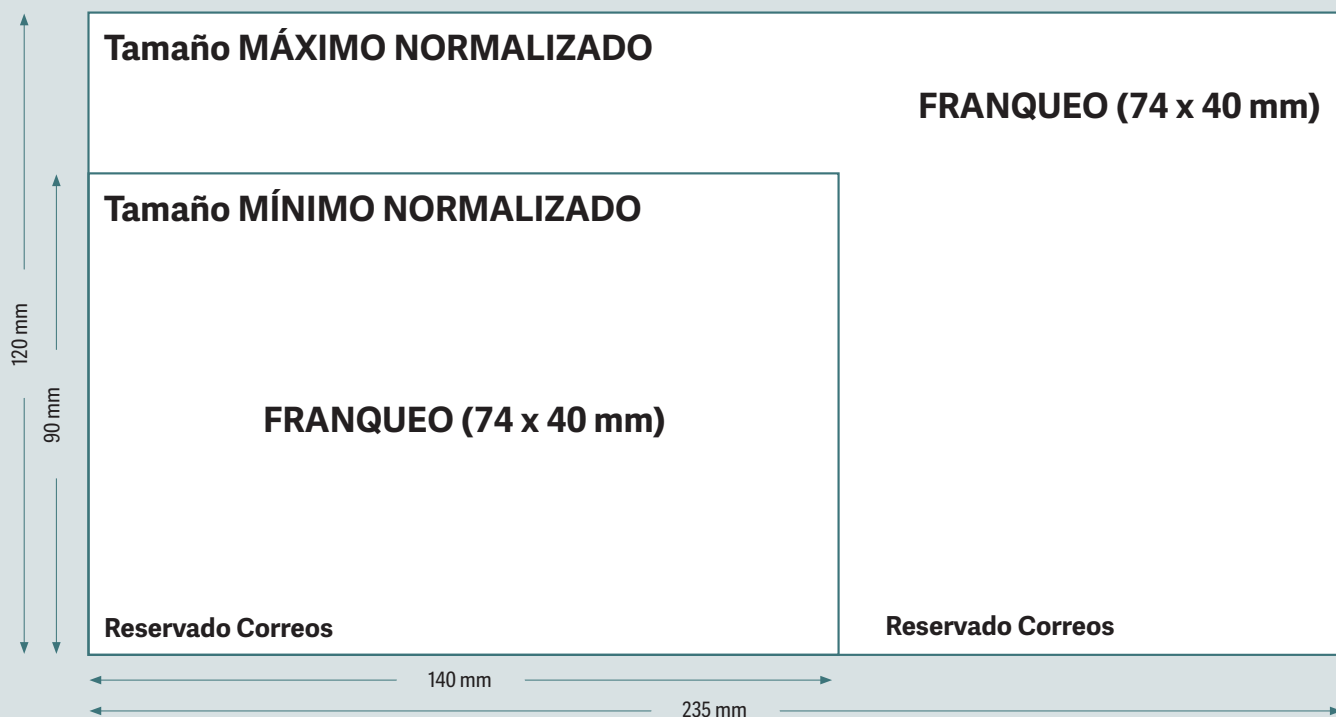 Tamaño MÁXIMO NORMALIZADO
FRANQUEO (74 x 40 mm)
Tamaño MÍNIMO NORMALIZADO
120 mm
90 mm
FRANQUEO (74 x 40 mm)
Reservado Correos
Reservado Correos
140 mm
235 mm